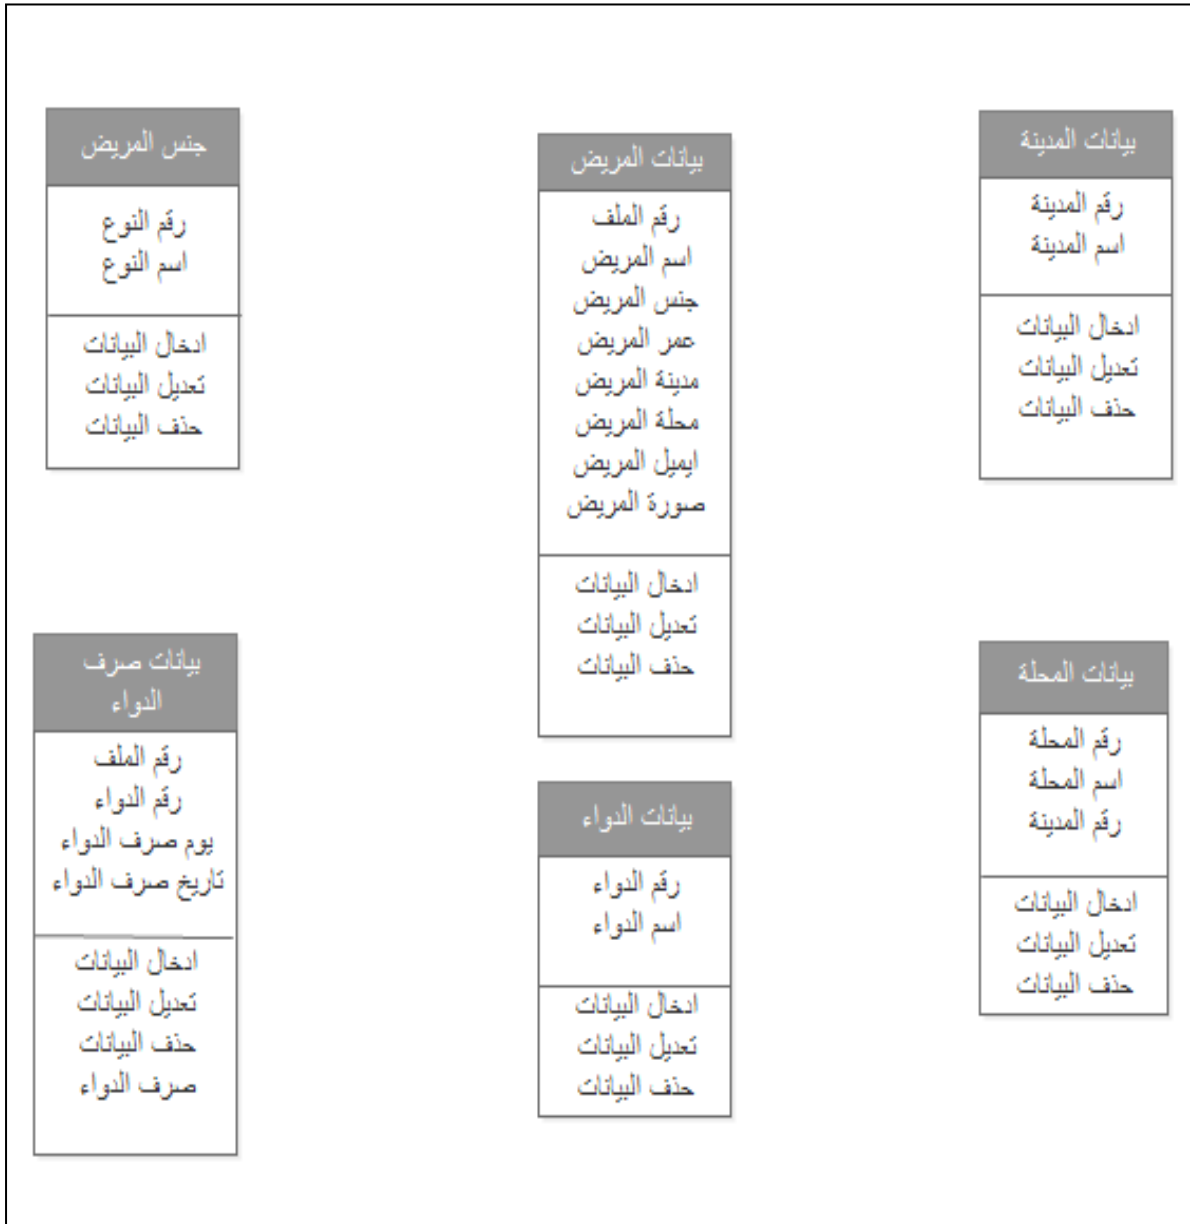 بيانات المدينة
رقم المدينة
اسم المدينة
ادخال البيانات
تعديل البيانات
حذف البيانات
بيانات المريض
رقم الملف
اسم المريض
جنس المريض
عمر المريض
مدينة المريض
محلة المريض
ايميل المريض
صورة المريض
ادخال البيانات
تعديل البيانات
حذف البيانات
جنس المريض
رقم النوع
اسم النوع
ادخال البيانات
تعديل البيانات
حذف البيانات
بيانات المحلة
رقم المحلة
اسم المحلة
رقم المدينة
ادخال البيانات
تعديل البيانات
حذف البيانات
بيانات الدواء
رقم الدواء
اسم الدواء
ادخال البيانات
تعديل البيانات
حذف البيانات
بيانات صرف
الدواء
رقم الملف
رقم الدواء
يوم صرف الدواء
تاريخ صرف الدواء
ادخال البيانات
تعديل البيانات
حذف البيانات
صرف الدواء